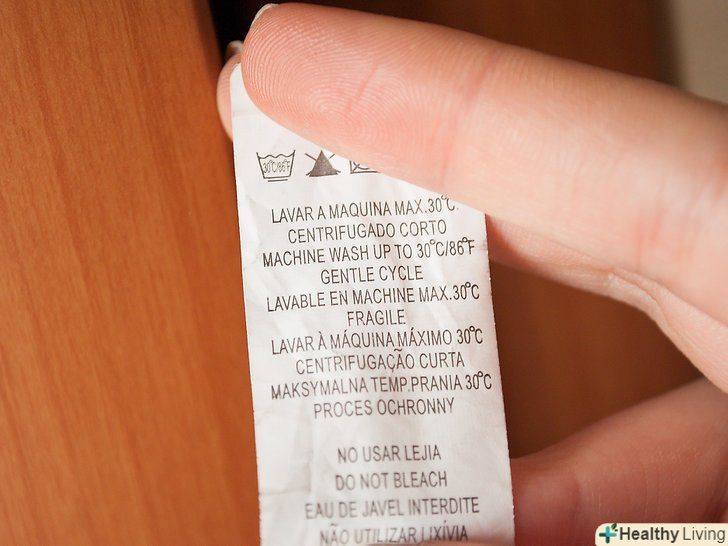 30°C/86°F
LAVAR A MAQUINA MAX.30°C.
CENTRIFUGADO CORTO
MACHINE WASH UP TO 30°C/86°F
GENTLE CYCLE
LAVABLE EN MACHINE MAX.30°C
FRAGILE
LAVAR À MÁQUINA MÁXIMO 30°C
CENTRIFUGAÇÃO CURTA
MAKSYMALNA TEMP.PRANIA 30°C
PROCES OCHRONNY
NO USAR LEJIA
DO NOT BLEACH
EAU DE JAVEL INTERDITE
NÃO UTILIZAR LIXÍVIA
Healthy Living